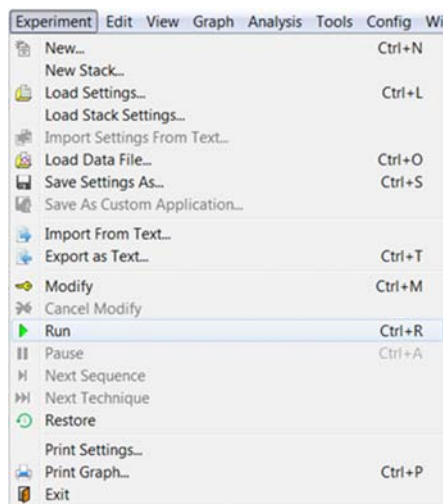 Experiment Edit View Graph Analysis Tools Config Wi
New... Ctrl+N
New Stack...
Load Settings... Ctrl+L
Load Stack Settings...
Import Settings From Text...
Load Data File... Ctrl+O
Save Settings As... Ctrl+S
Save As Custom Application...
Import From Text...
Export as Text... Ctrl+T
Modify Ctrl+M
Cancel Modify
Run Ctrl+R
Pause Ctrl+A
Next Sequence
Next Technique
Restore
Print Settings...
Print Graph... Ctrl+P
Exit